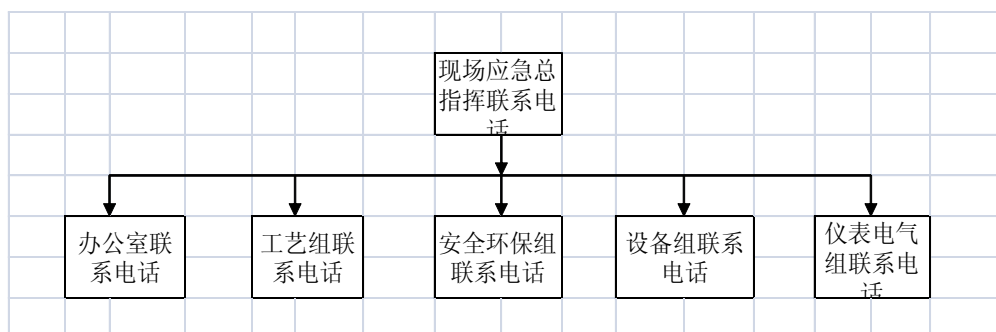 现场应急总
指挥联系电
话
办公室联
系电话
工艺组联
系电话
安全环保组
联系电话
设备组联系
电话
仪表电气
组联系电
话